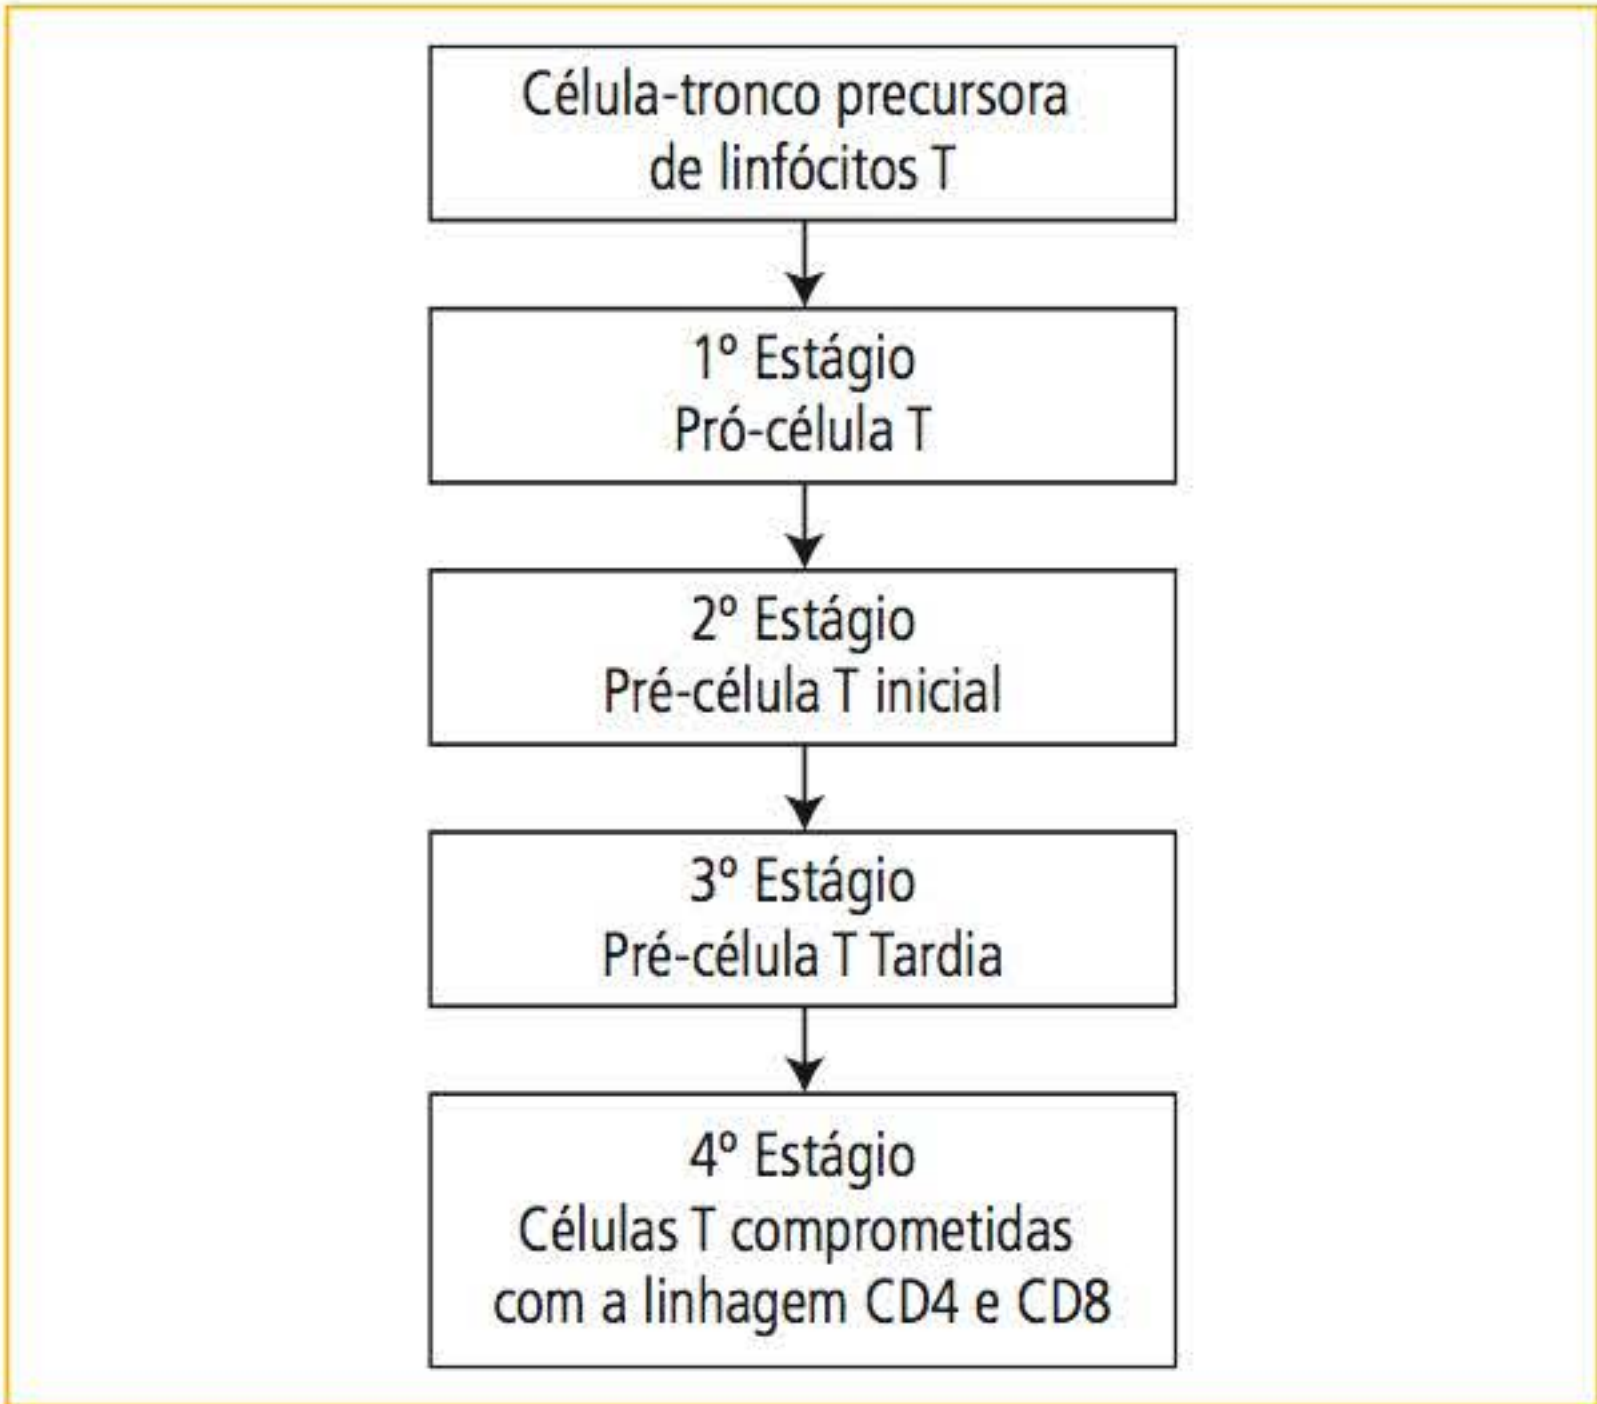 Célula-tronco precursora
de linfócitos T
1º Estágio
Pró-célula T
2º Estágio
Pré-célula T inicial
3º Estágio
Pré-célula T Tardia
4º Estágio
Células T comprometidas
com a linhagem CD4 e CD8